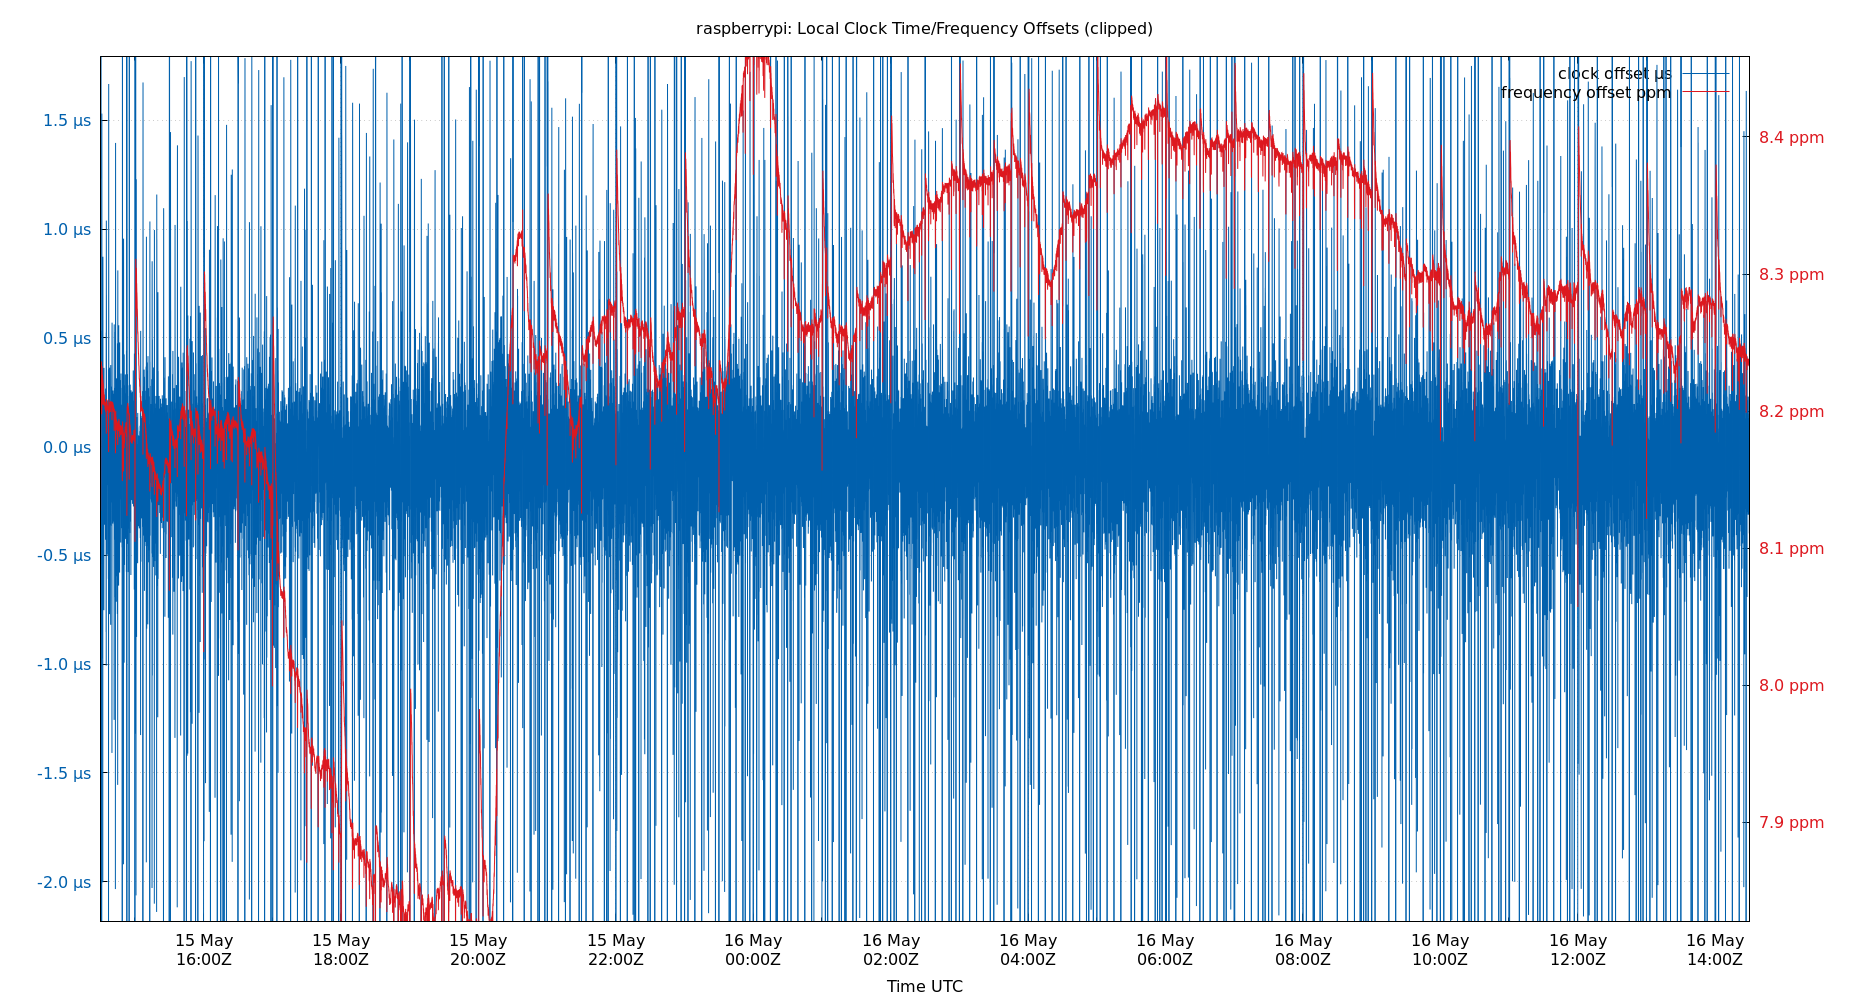 raspberrypi: Local Clock Time/Frequency Offsets (clipped)
clock offset µs
frequency offset ppm
1.5 µs
1.0 µs
0.5 µs
0.0 µs
-0.5 µs
-1.0 µs
-1.5 µs
-2.0 µs
8.4 ppm
8.3 ppm
8.2 ppm
8.1 ppm
8.0 ppm
7.9 ppm
15 May 15 May 15 May 15 May 16 May 16 May 16 May 16 May 16 May 16 May 16 May 16 May
16:00Z 18:00Z 20:00Z 22:00Z 00:00Z 02:00Z 04:00Z 06:00Z 08:00Z 10:00Z 12:00Z 14:00Z
Time UTC